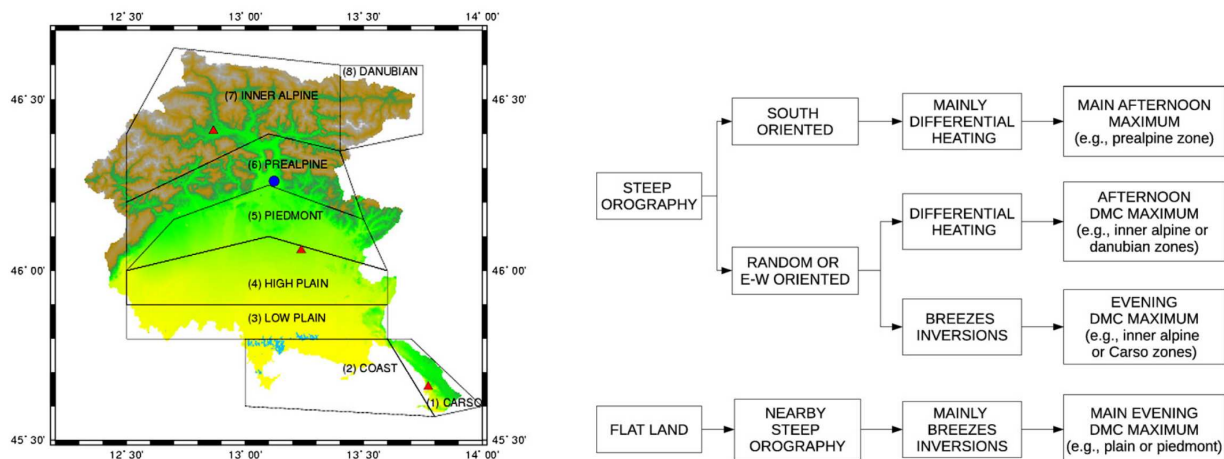 12°30'
13°00'
13°30'
14°00'
46°30'
46°00'
45°30'
46°30'
46°00'
45°30'
12°30'
13°00'
13°30'
14°00'
(8) DANUBIAN
(7) INNER ALPINE
(6) PREALPINE
(5) PIEDMONT
(4) HIGH PLAIN
(3) LOW PLAIN
(2) COAST
(1) CARSO
STEEP
OROGRAPHY
SOUTH
ORIENTED
MAINLY
DIFFERENTIAL
HEATING
MAIN AFTERNOON
MAXIMUM
(e.g., prealpine zone)
RANDOM OR
E-W ORIENTED
DIFFERENTIAL
HEATING
AFTERNOON
DMC MAXIMUM
(e.g., inner alpine or
danubian zones)
BREEZES
INVERSIONS
EVENING
DMC MAXIMUM
(e.g., inner alpine
or Carso zones)
FLAT LAND
NEARBY
STEEP
OROGRAPHY
MAINLY
BREEZES
INVERSIONS
MAIN EVENING
DMC MAXIMUM
(e.g., plain or piedmont)